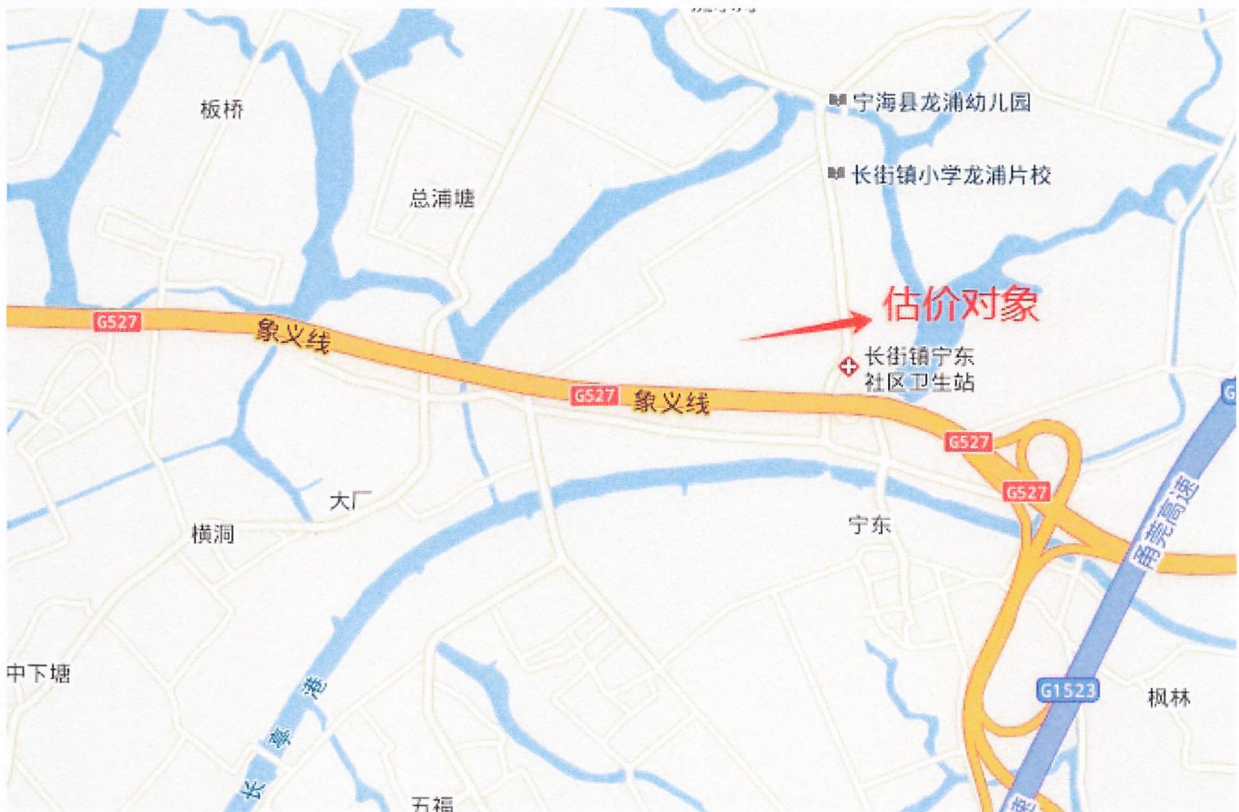 板桥
宁海县龙浦幼儿园
长街镇小学龙浦片校
总浦塘
估价对象
G527
象义线
长街镇宁东
社区卫生站
G527
象义线
G527
G527
大厂
横洞
宁东
甬莞高速
中下塘
长亭港
G1523
枫林
五福
速